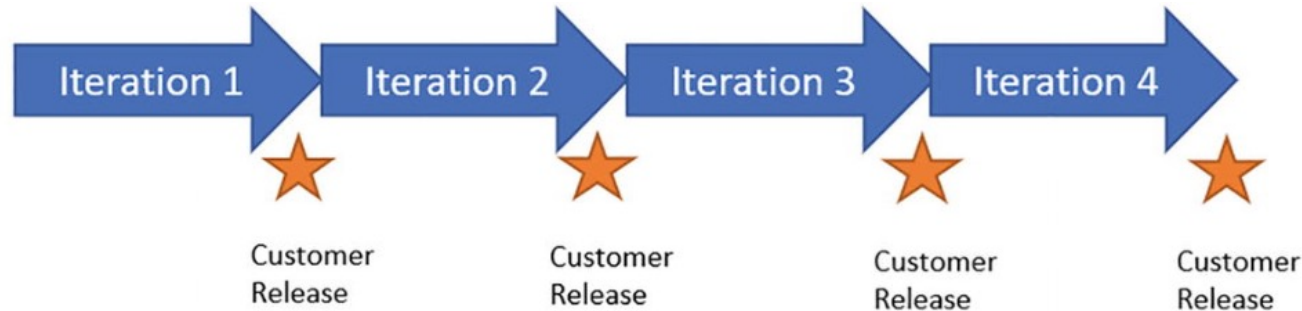 Iteration 1
Iteration 2
Iteration 3
Iteration 4
Customer
Release
Customer
Release
Customer
Release
Customer
Release